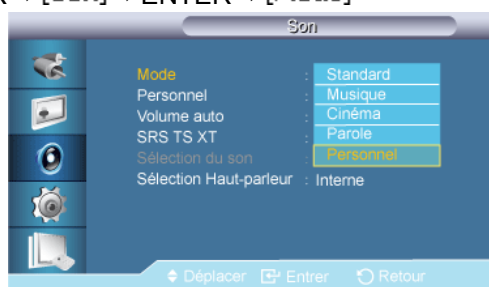 → ENTER →
Son
Mode : Standard
Personnel : Musique
Volume auto : Cinéma
SRS TS XT : Parole
Sélection du son : Personnel
Sélection Haut-parleur : Interne
Déplacer Entrer Retour